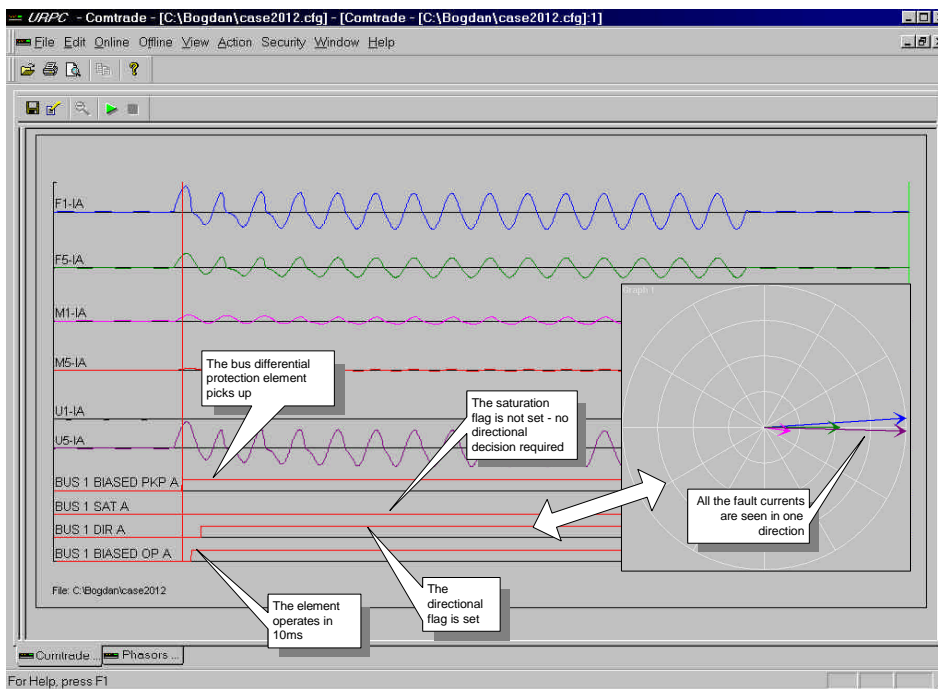 URPC - Comtrade - [C:\Bogdan\case2012.cfg] - [Comtrade - [C:\Bogdan\case2012.cfg]:1]
File Edit Online Offline View Action Security Window Help
F1-IA
F5-IA
M1-IA
Graph 1
M5-IA
The bus differential
protection element
picks up
U1-IA
The saturation
flag is not set - no
directional
decision required
U5-IA
BUS 1 BIASED PKP A
BUS 1 SAT A
BUS 1 DIR A
BUS 1 BIASED OP A
All the fault currents
are seen in one
direction
File: C:\Bogdan\case2012
The element
operates in
10ms
The
directional
flag is set
Comtrade ...
Phasors ...
For Help, press F1